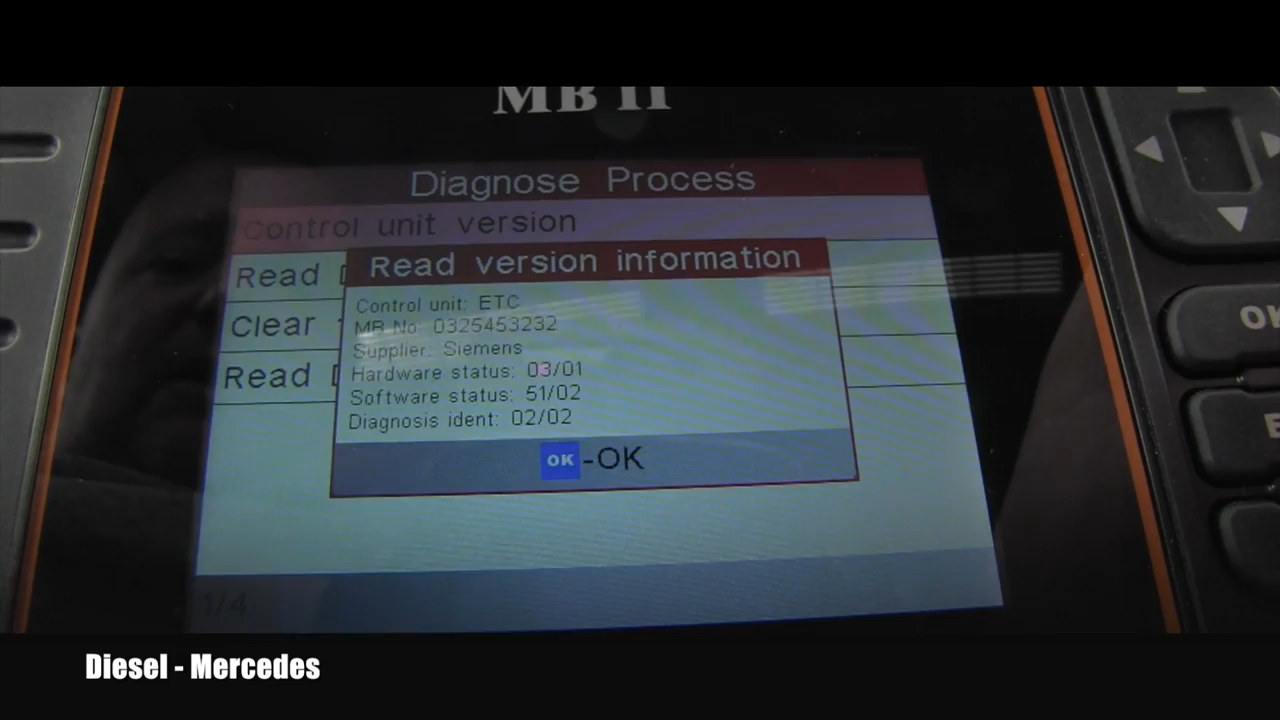 MB II
Diagnose Process
Control unit version
Read
Read version information
Clear
Read
Control unit: ETC
MB No: 0325453232
Supplier: Siemens
Hardware status: 03/01
Software status: 51/02
Diagnosis ident: 02/02
OK -OK
1/4
OK
E
Diesel - Mercedes